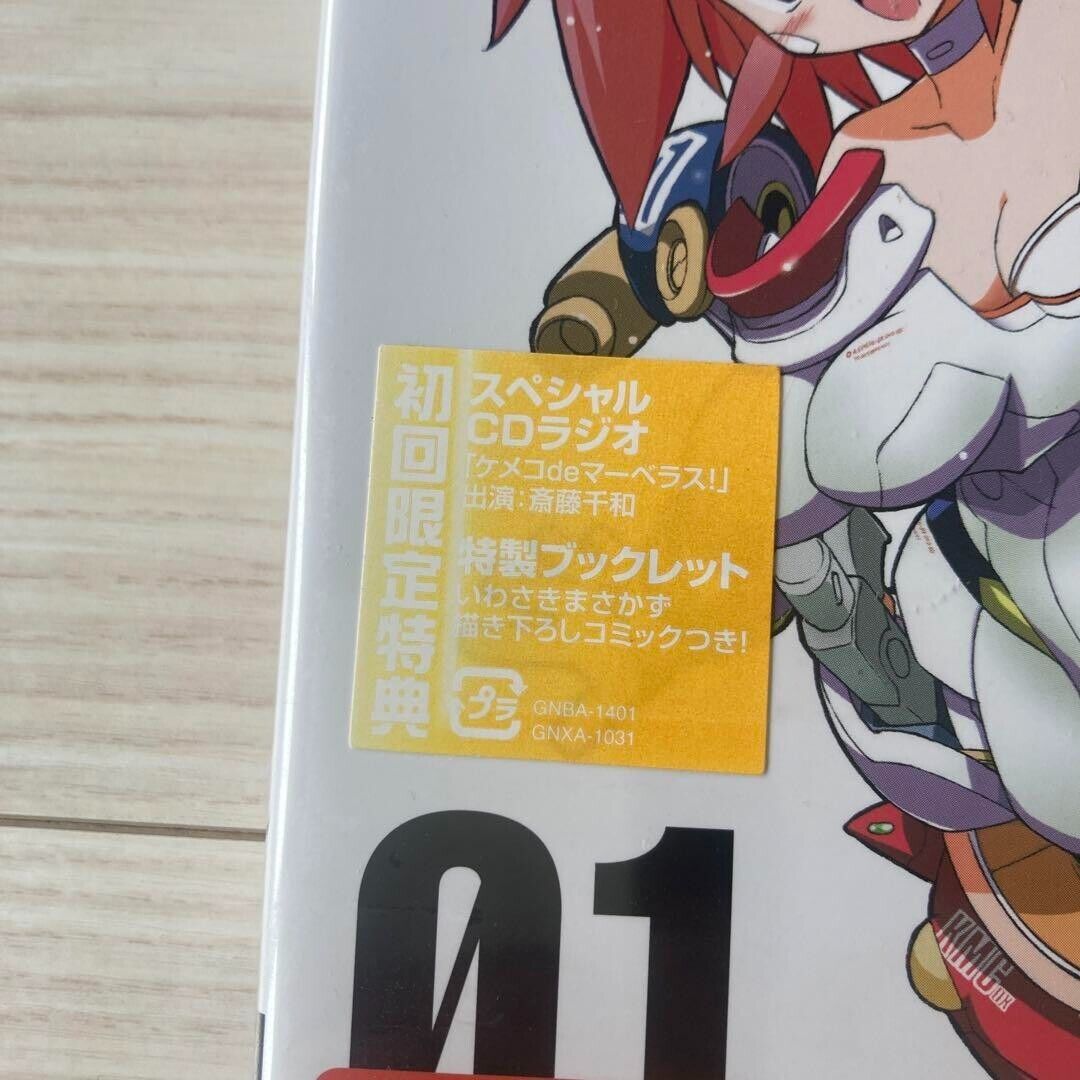 1
初回限定特典
スペシャル
CDラジオ
「ケメコdeマーベラス!」
出演:斎藤千和
特製ブックレット
いわさきまさかず
描き下ろしコミックつき!
プラ
GNBA-1401
GNXA-1031
01